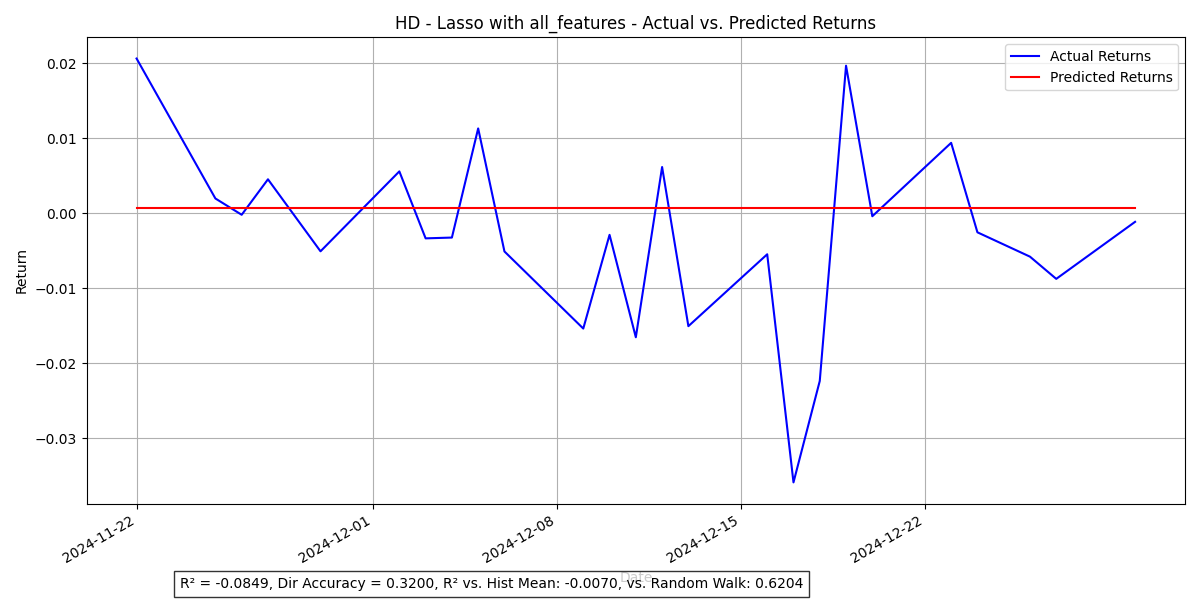 HD - Lasso with all_features - Actual vs. Predicted Returns
Actual Returns
Predicted Returns
0.02
0.01
0.00
−0.01
−0.02
−0.03
Return
2024-11-22
2024-12-01
2024-12-08
2024-12-15
2024-12-22
Date
R² = -0.0849, Dir Accuracy = 0.3200, R² vs. Hist Mean: -0.0070, vs. Random Walk: 0.6204